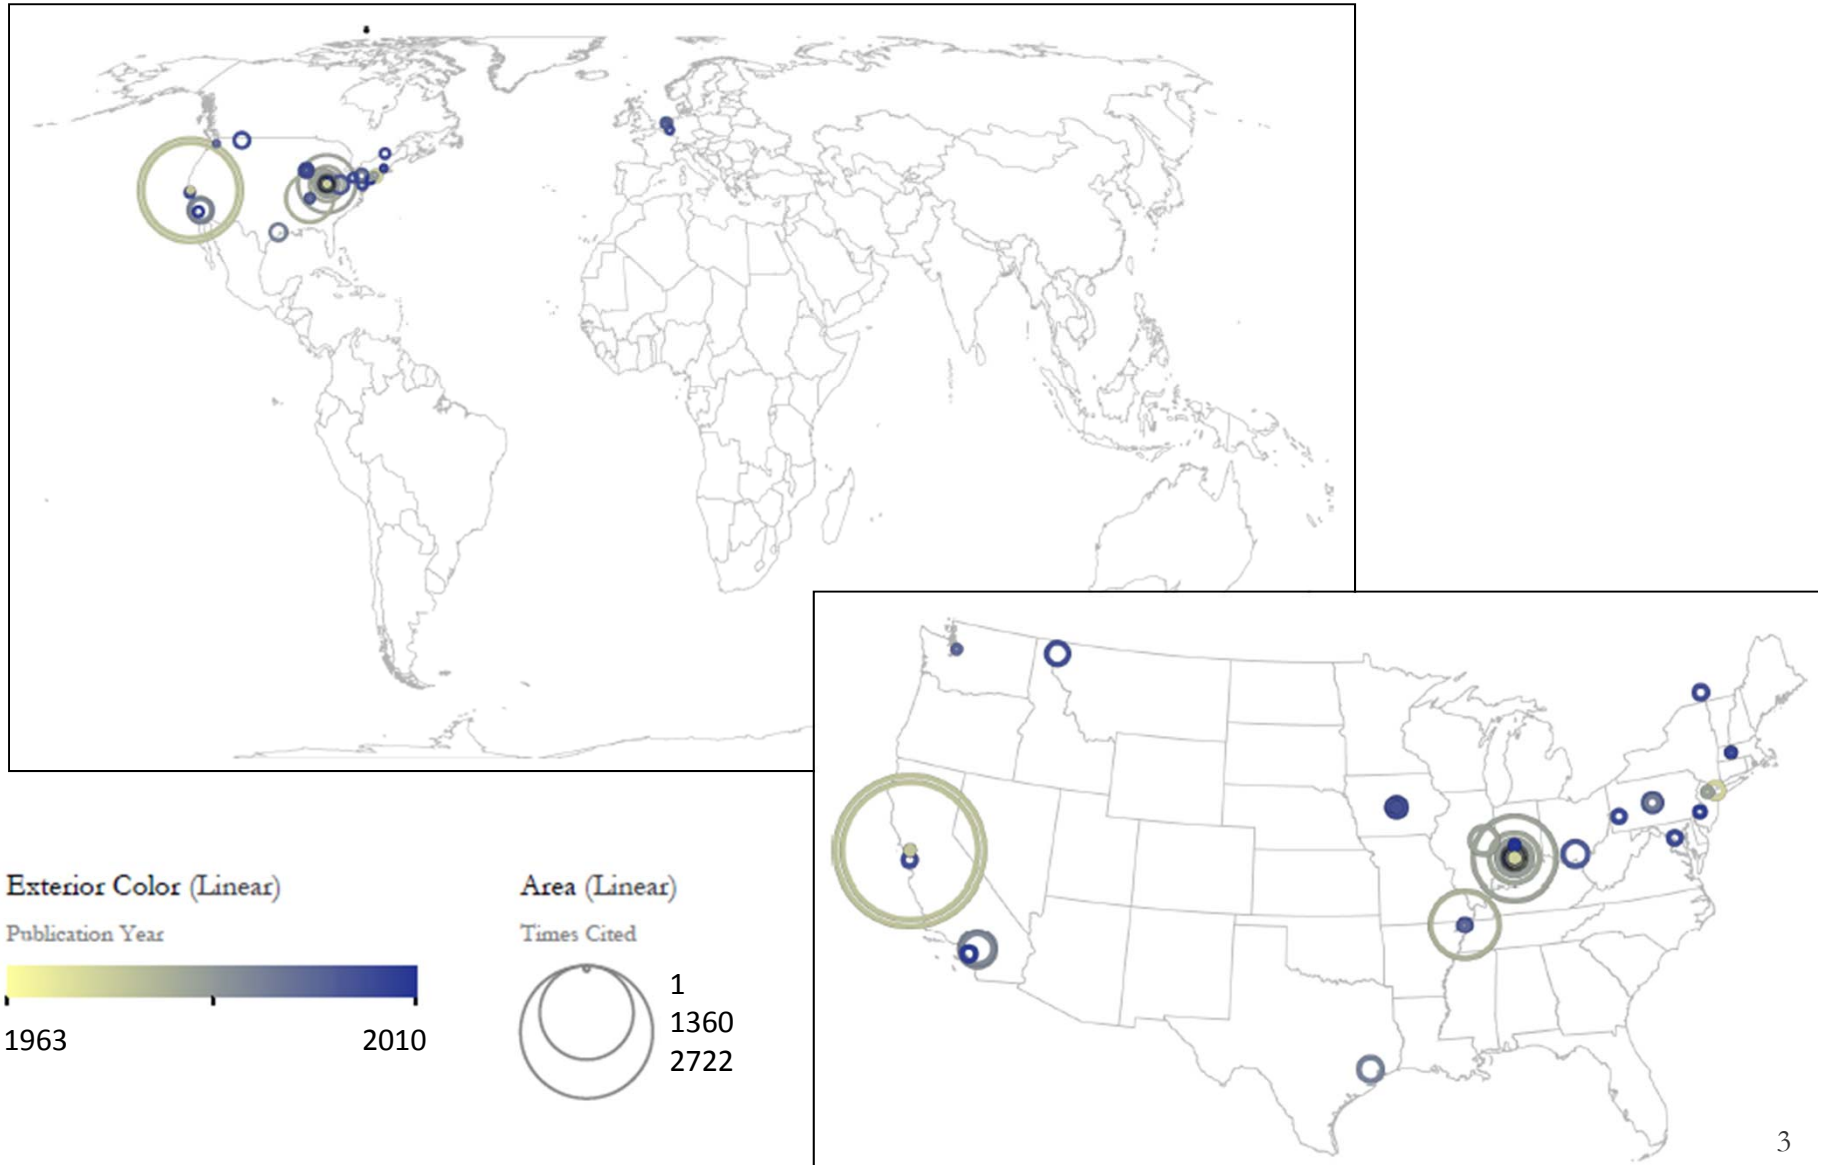 Exterior Color (Linear)
Publication Year
1963
2010
Area (Linear)
Times Cited
1
1360
2722
3